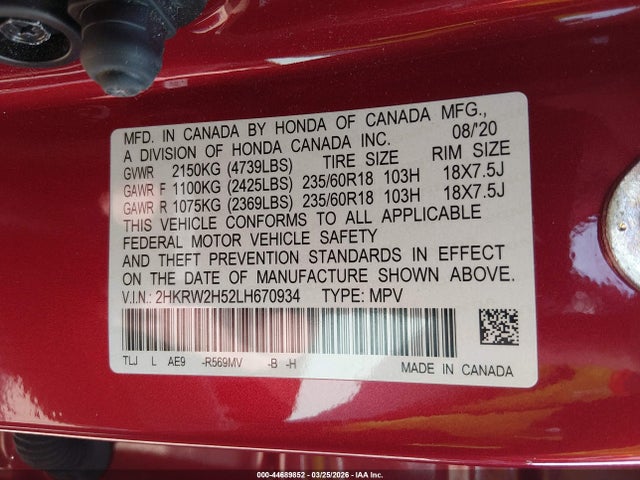 MFD. IN CANADA BY HONDA OF CANADA MFG.,
A DIVISION OF HONDA CANADA INC. 08/'20
GVWR 2150KG (4739LBS) TIRE SIZE RIM SIZE
GAWR F 1100KG (2425LBS) 235/60R18 103H 18X7.5J
GAWR R 1075KG (2369LBS) 235/60R18 103H 18X7.5J
THIS VEHICLE CONFORMS TO ALL APPLICABLE
FEDERAL MOTOR VEHICLE SAFETY
AND THEFT PREVENTION STANDARDS IN EFFECT
ON THE DATE OF MANUFACTURE SHOWN ABOVE.
V.I.N.: 2HKRW2H52LH670934 TYPE: MPV
TLJ L AE9 -R569MV -B -H
MADE IN CANADA
000-44689852 - 03/25/2026 - IAA Inc.